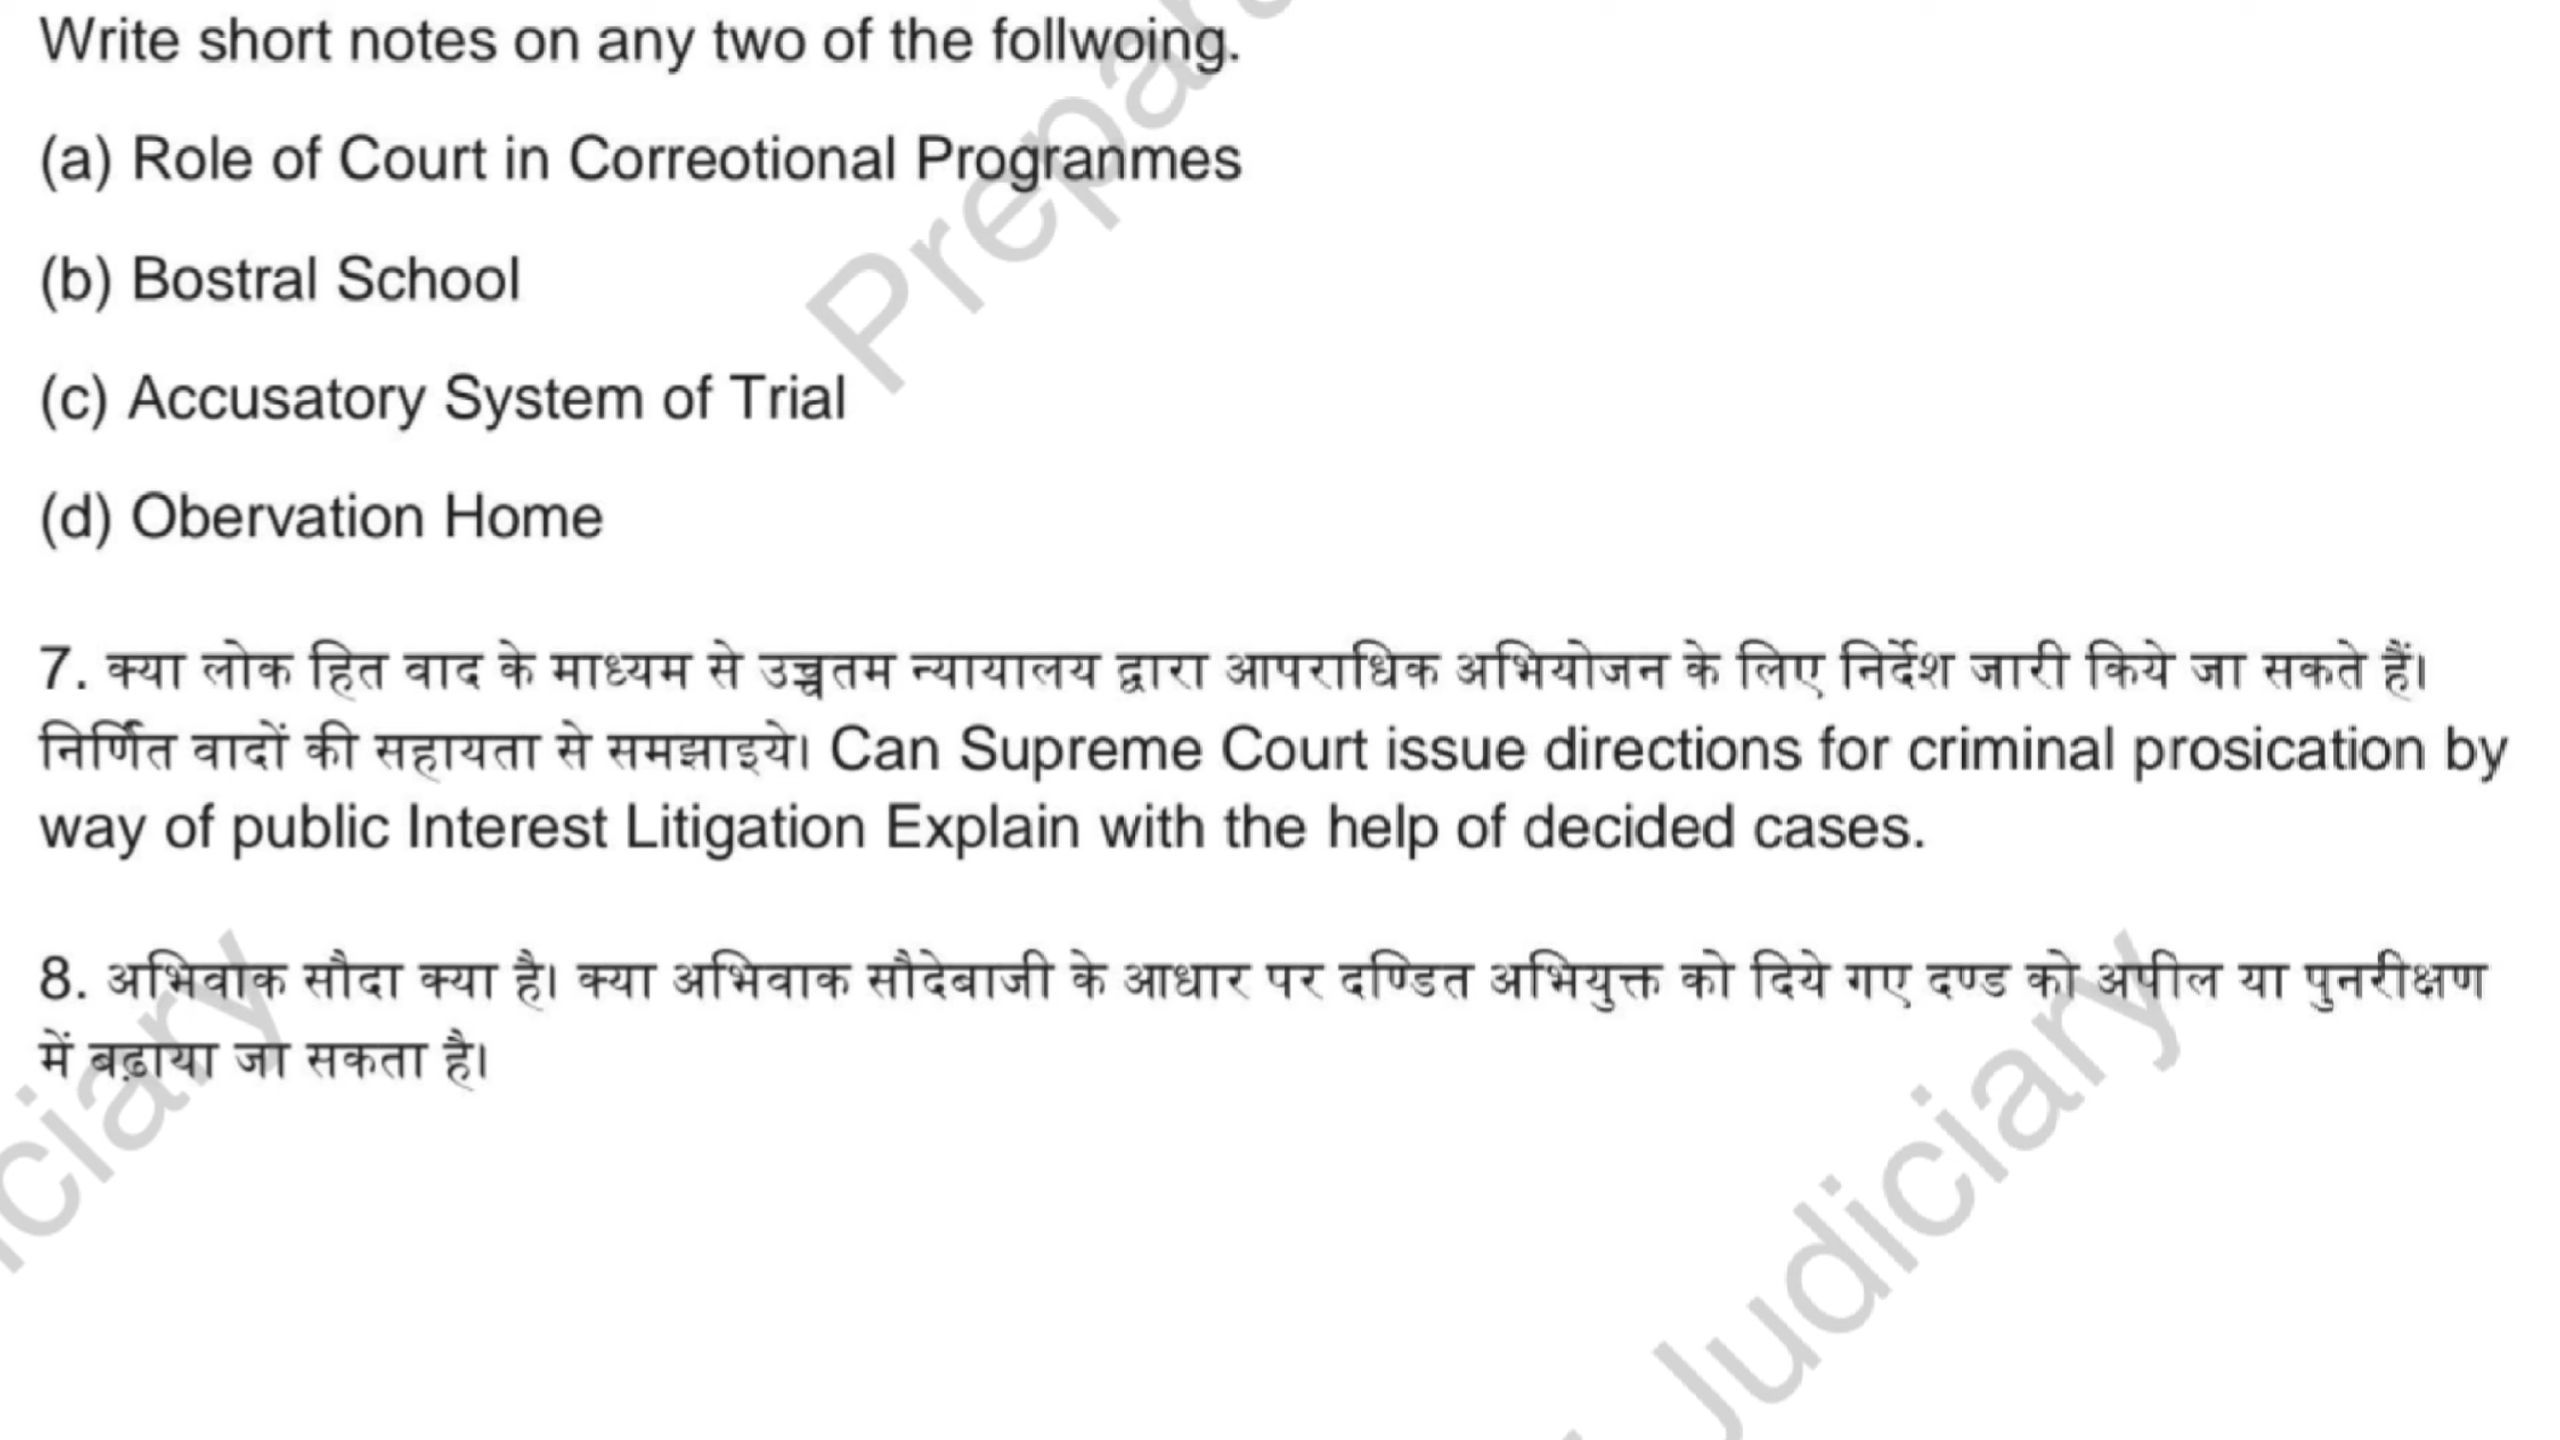 Write short notes on any two of the follwoing.
(a) Role of Court in Correotional Progranmes
(b) Bostral School
(c) Accusatory System of Trial
(d) Obervation Home
7. क्या लोक हित वाद के माध्यम से उच्चतम न्यायालय द्वारा आपराधिक अभियोजन के लिए निर्देश जारी किये जा सकते हैं।
निर्णित वादों की सहायता से समझाइये। Can Supreme Court issue directions for criminal prosication by
way of public Interest Litigation Explain with the help of decided cases.
8. अभिवाक सौदा क्या है। क्या अभिवाक सौदेबाजी के आधार पर दण्डित अभियुक्त को दिये गए दण्ड को अपील या पुनरीक्षण
में बढ़ाया जा सकता है।
Judiciary